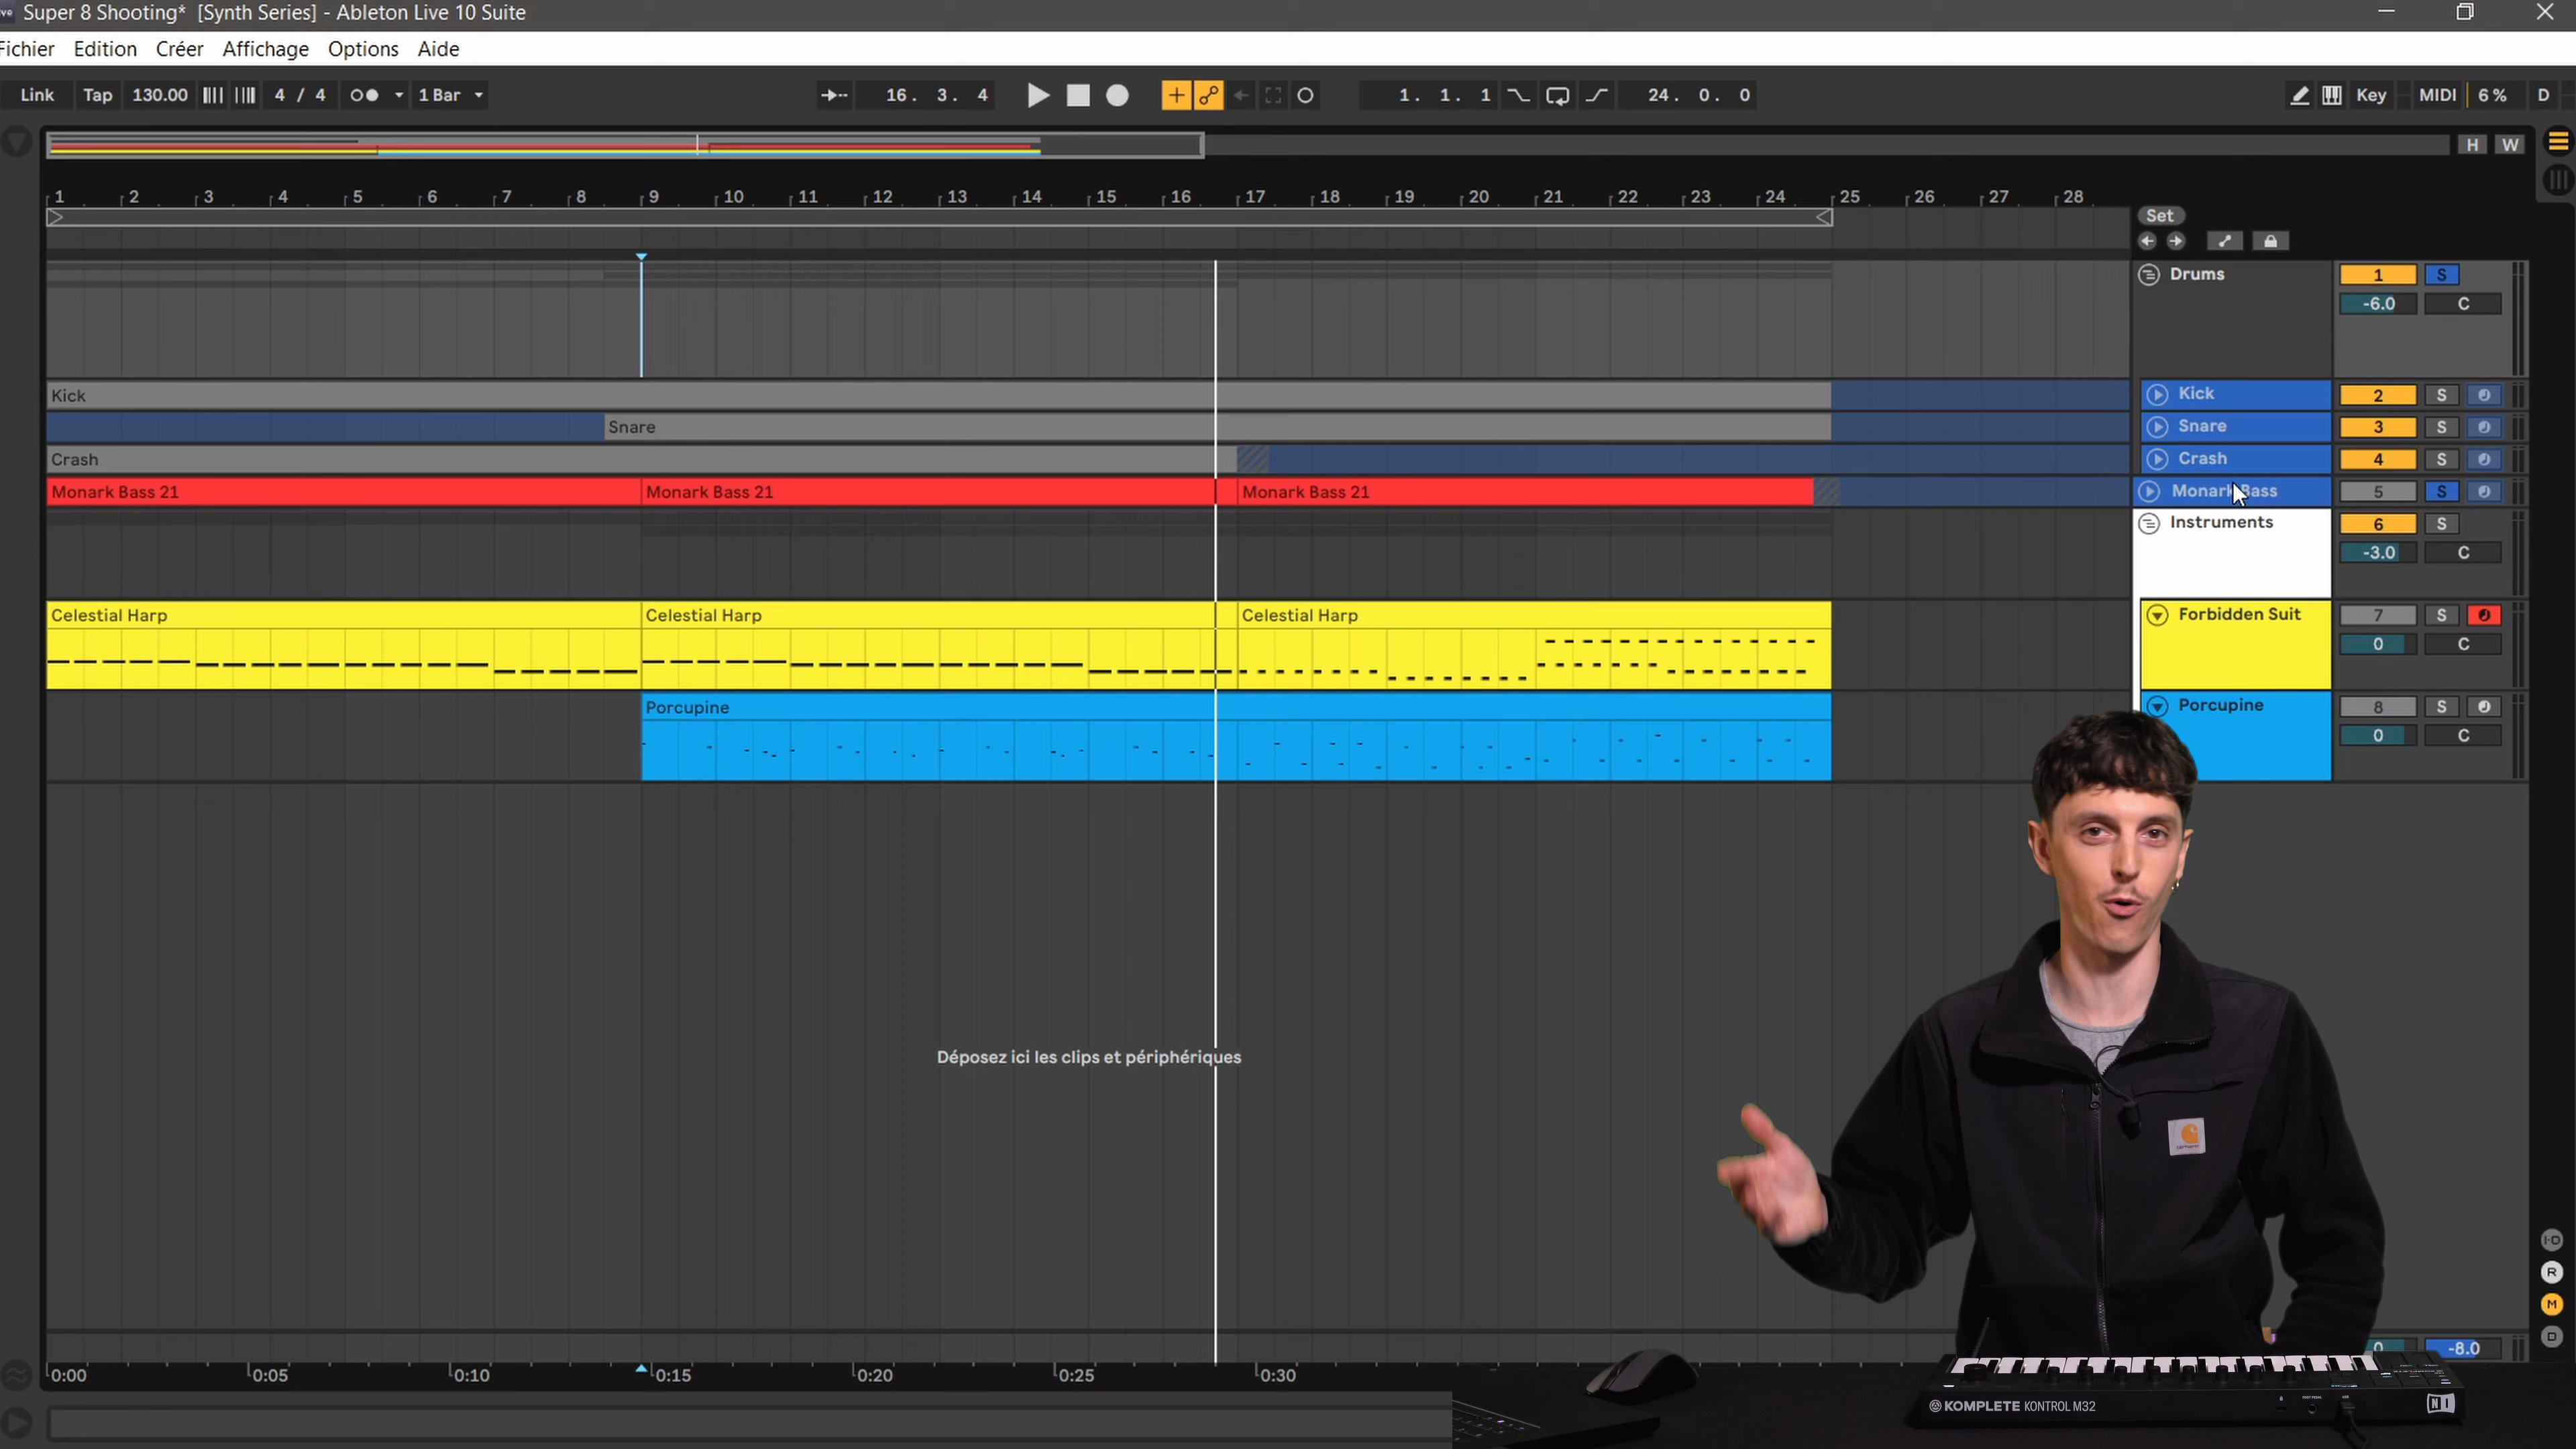 Super 8 Shooting* [Synth Series] - Ableton Live 10 Suite
Fichier Edition Créer Affichage Options Aide
Link Tap 130.00 4 / 4 1 Bar 16. 3. 4 1. 1. 1 24. 0. 0 Key MIDI 6 % D
H W
1 2 3 4 5 6 7 8 9 10 11 12 13 14 15 16 17 18 19 20 21 22 23 24 25 26 27 28
Set
Drums 1 S
-6.0 C
Kick Kick 2 S
Snare Snare 3 S
Crash Crash 4 S
Monark Bass 21 Monark Bass 21 Monark Bass 21 Monark Bass 5 S
Instruments 6 S
-3.0 C
Celestial Harp Celestial Harp Celestial Harp Forbidden Suit 7 S
0 C
Porcupine Porcupine 8 S
0 C
Déposez ici les clips et périphériques
I-O
R
M
D
0 -8.0
0:00 0:05 0:10 0:15 0:20 0:25 0:30
KOMPLETE KONTROL M32